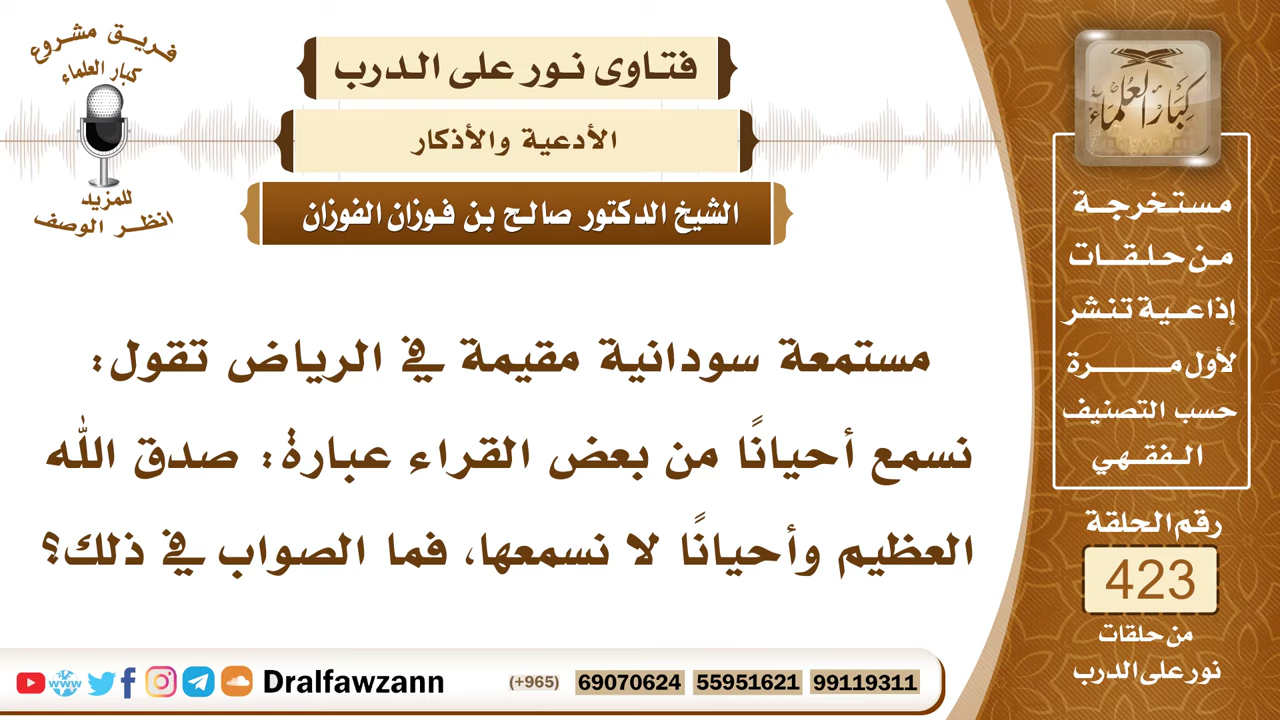 فريق مشروع
كبار العلماء
للمزيد
انظر الوصف
فتاوى نور على الدرب
الأدعية والأذكار
الشيخ الدكتور صالح بن فوزان الفوزان
مستمعة سودانية مقيمة في الرياض تقول:
نسمع أحيانًا من بعض القراء عبارة: صدق الله
العظيم وأحيانًا لا نسمعها، فما الصواب في ذلك؟
كبار العلماء
مستخرجة
من حلقات
إذاعية تنشر
لأول مرة
حسب التصنيف
الفقهي
رقم الحلقة
423
من حلقات
نور على الدرب
www Dralfawzann (+965) 69070624 55951621 99119311